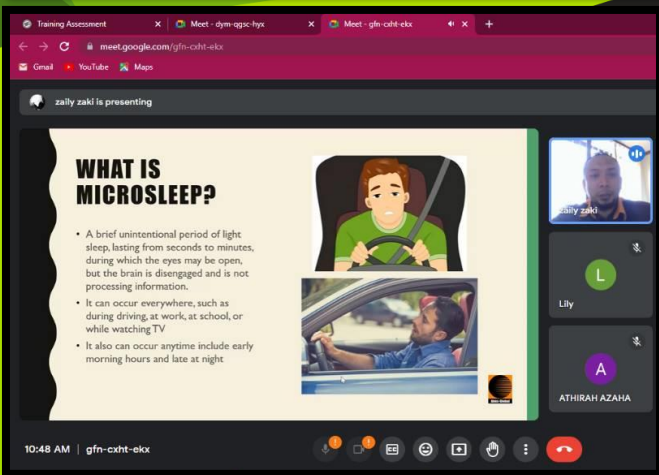 Training Assessment
Meet - dym-qgsc-hyx
Meet - gfn-cxht-ekx
meet.google.com/gfn-cxht-ekx
Gmail
YouTube
Maps
zaily zaki is presenting
WHAT IS
MICROSLEEP?
• A brief unintentional period of light
sleep, lasting from seconds to minutes,
during which the eyes may be open,
but the brain is disengaged and is not
processing information.
• It can occur everywhere, such as
during driving, at work, at school, or
while watching TV
• It also can occur anytime include early
morning hours and late at night
zaily zaki
L
Lily
A
ATHIRAH AZAHA
10:48 AM | gfn-cxht-ekx
CC